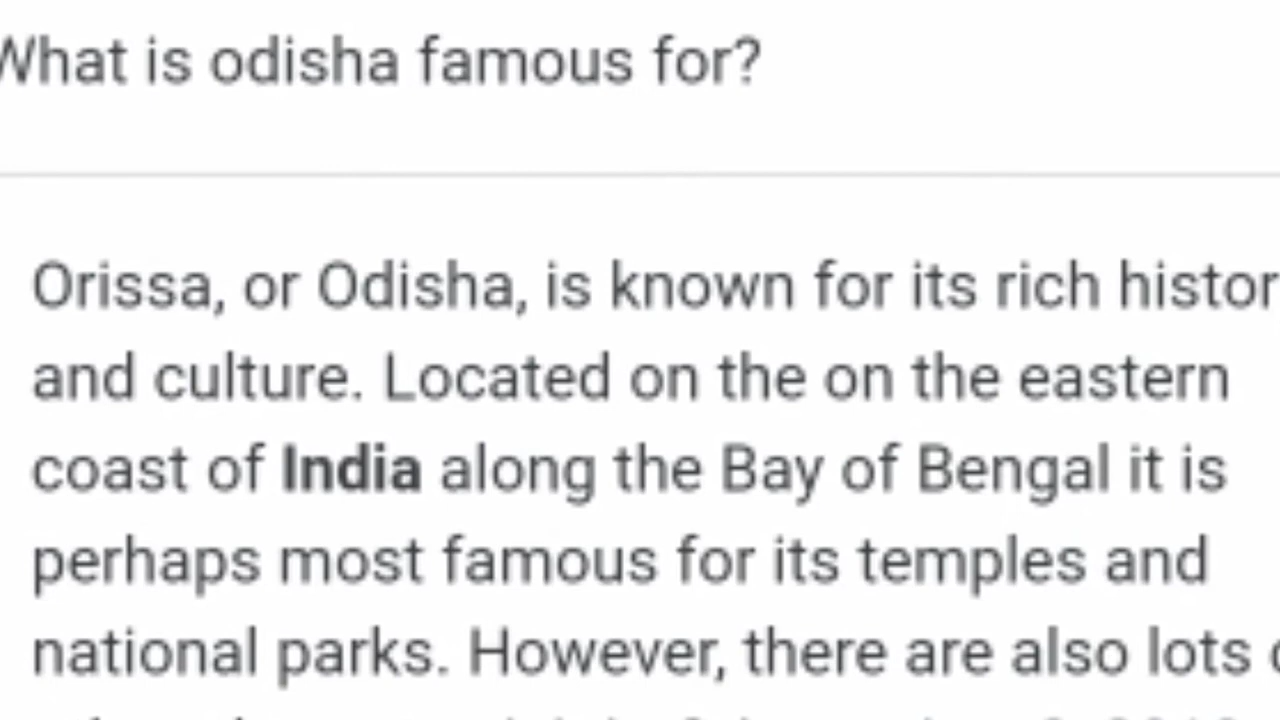 What is odisha famous for?
Orissa, or Odisha, is known for its rich histor
and culture. Located on the on the eastern
coast of India along the Bay of Bengal it is
perhaps most famous for its temples and
national parks. However, there are also lots